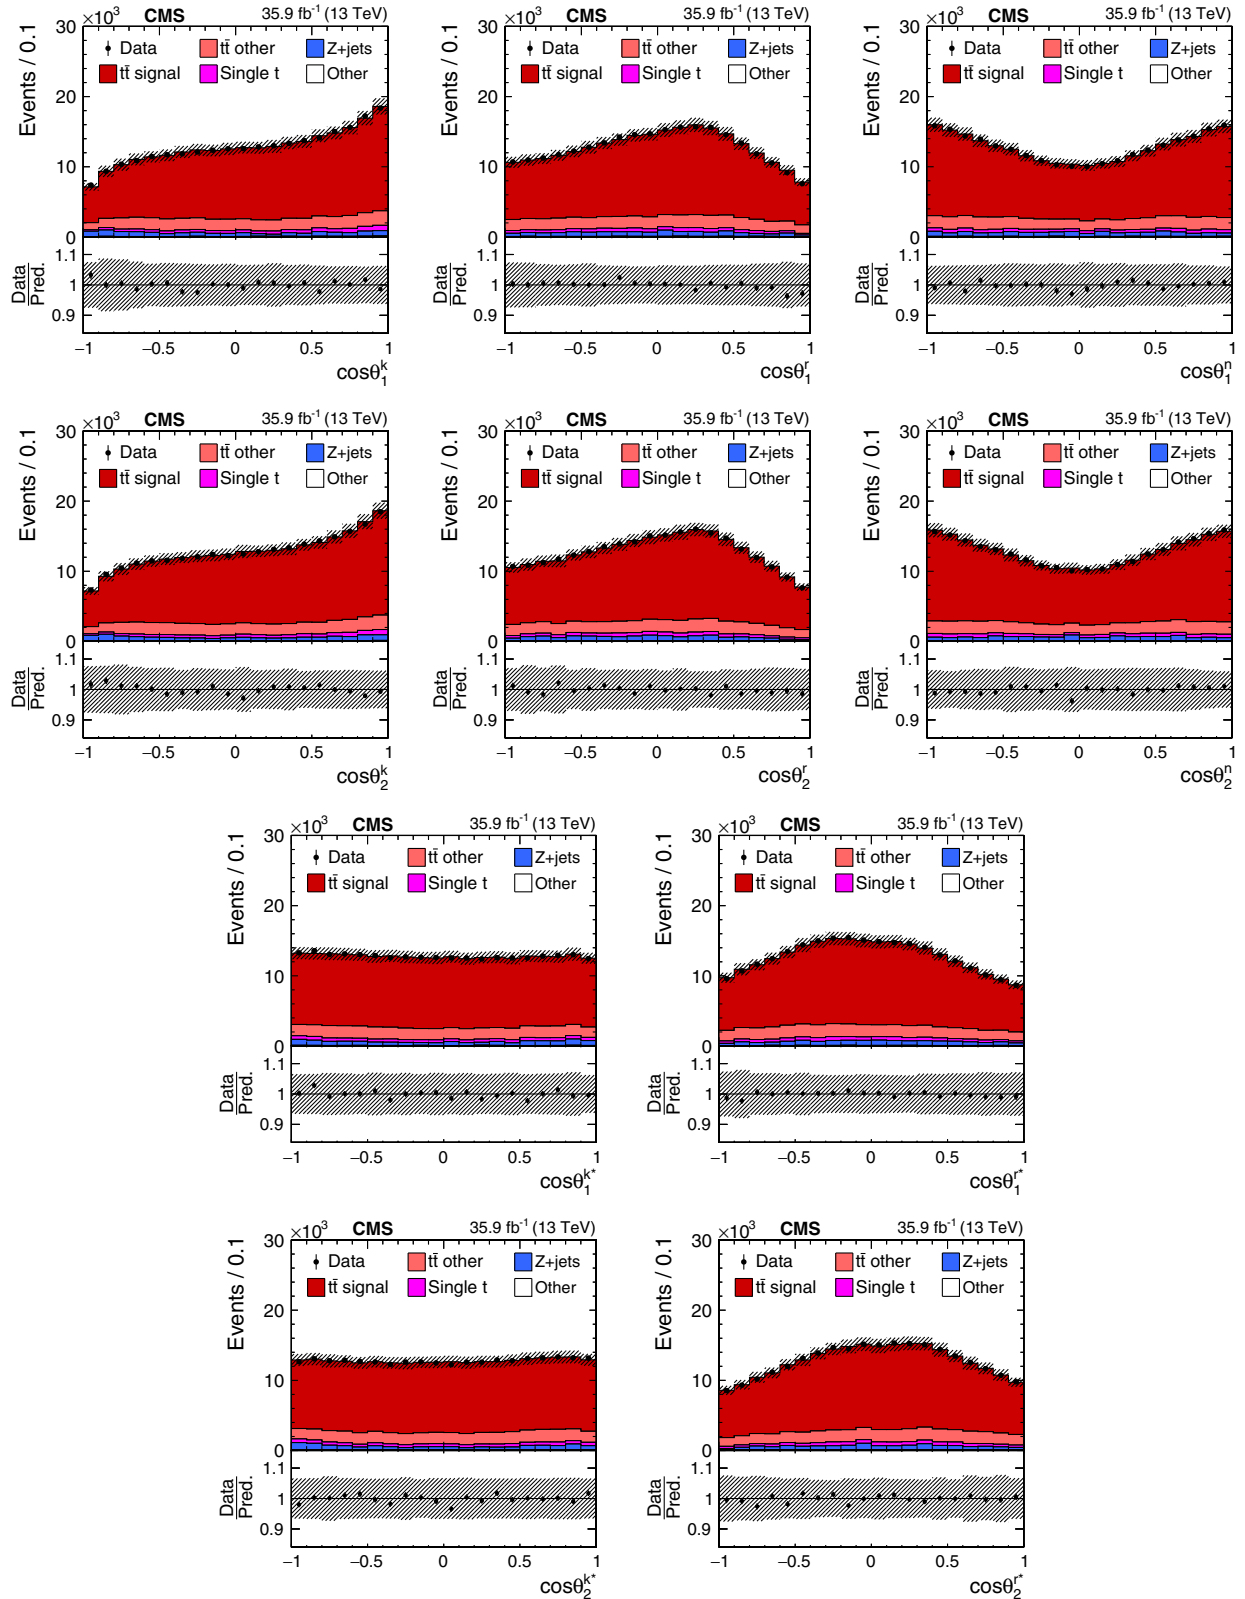 ×10³ CMS 35.9 fb⁻¹ (13 TeV)
Events / 0.1
30
20
10
0
Data tt̄ other Z+jets
tt̄ signal Single t Other
Data
Pred.
1.1
1
0.9
−1 −0.5 0 0.5 1
cosθ₁ᵏ
×10³ CMS 35.9 fb⁻¹ (13 TeV)
Events / 0.1
30
20
10
0
Data tt̄ other Z+jets
tt̄ signal Single t Other
Data
Pred.
1.1
1
0.9
−1 −0.5 0 0.5 1
cosθ₁ʳ
×10³ CMS 35.9 fb⁻¹ (13 TeV)
Events / 0.1
30
20
10
0
Data tt̄ other Z+jets
tt̄ signal Single t Other
Data
Pred.
1.1
1
0.9
−1 −0.5 0 0.5 1
cosθ₁ⁿ
×10³ CMS 35.9 fb⁻¹ (13 TeV)
Events / 0.1
30
20
10
0
Data tt̄ other Z+jets
tt̄ signal Single t Other
Data
Pred.
1.1
1
0.9
−1 −0.5 0 0.5 1
cosθ₂ᵏ
×10³ CMS 35.9 fb⁻¹ (13 TeV)
Events / 0.1
30
20
10
0
Data tt̄ other Z+jets
tt̄ signal Single t Other
Data
Pred.
1.1
1
0.9
−1 −0.5 0 0.5 1
cosθ₂ʳ
×10³ CMS 35.9 fb⁻¹ (13 TeV)
Events / 0.1
30
20
10
0
Data tt̄ other Z+jets
tt̄ signal Single t Other
Data
Pred.
1.1
1
0.9
−1 −0.5 0 0.5 1
cosθ₂ⁿ
×10³ CMS 35.9 fb⁻¹ (13 TeV)
Events / 0.1
30
20
10
0
Data tt̄ other Z+jets
tt̄ signal Single t Other
Data
Pred.
1.1
1
0.9
−1 −0.5 0 0.5 1
cosθ₁ᵏ*
×10³ CMS 35.9 fb⁻¹ (13 TeV)
Events / 0.1
30
20
10
0
Data tt̄ other Z+jets
tt̄ signal Single t Other
Data
Pred.
1.1
1
0.9
−1 −0.5 0 0.5 1
cosθ₁ʳ*
×10³ CMS 35.9 fb⁻¹ (13 TeV)
Events / 0.1
30
20
10
0
Data tt̄ other Z+jets
tt̄ signal Single t Other
Data
Pred.
1.1
1
0.9
−1 −0.5 0 0.5 1
cosθ₂ᵏ*
×10³ CMS 35.9 fb⁻¹ (13 TeV)
Events / 0.1
30
20
10
0
Data tt̄ other Z+jets
tt̄ signal Single t Other
Data
Pred.
1.1
1
0.9
−1 −0.5 0 0.5 1
cosθ₂ʳ*